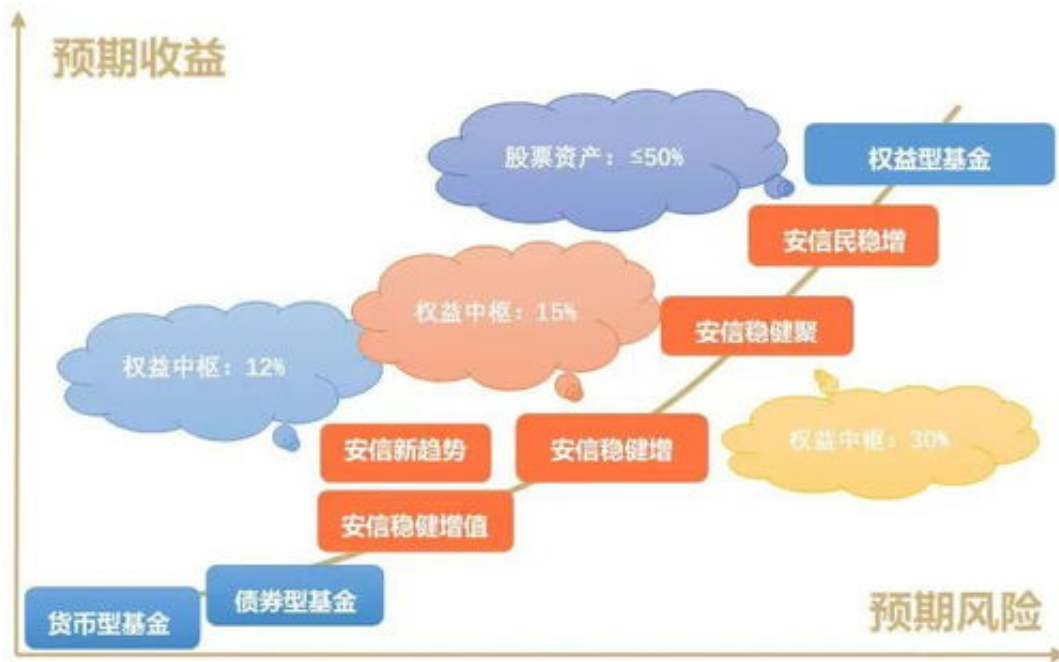 预期收益
股票资产：≤50%
权益型基金
安信民稳增
权益中枢：15%
安信稳健聚
权益中枢：12%
安信新趋势
安信稳健增
权益中枢：30%
安信稳健增值
债券型基金
货币型基金
预期风险